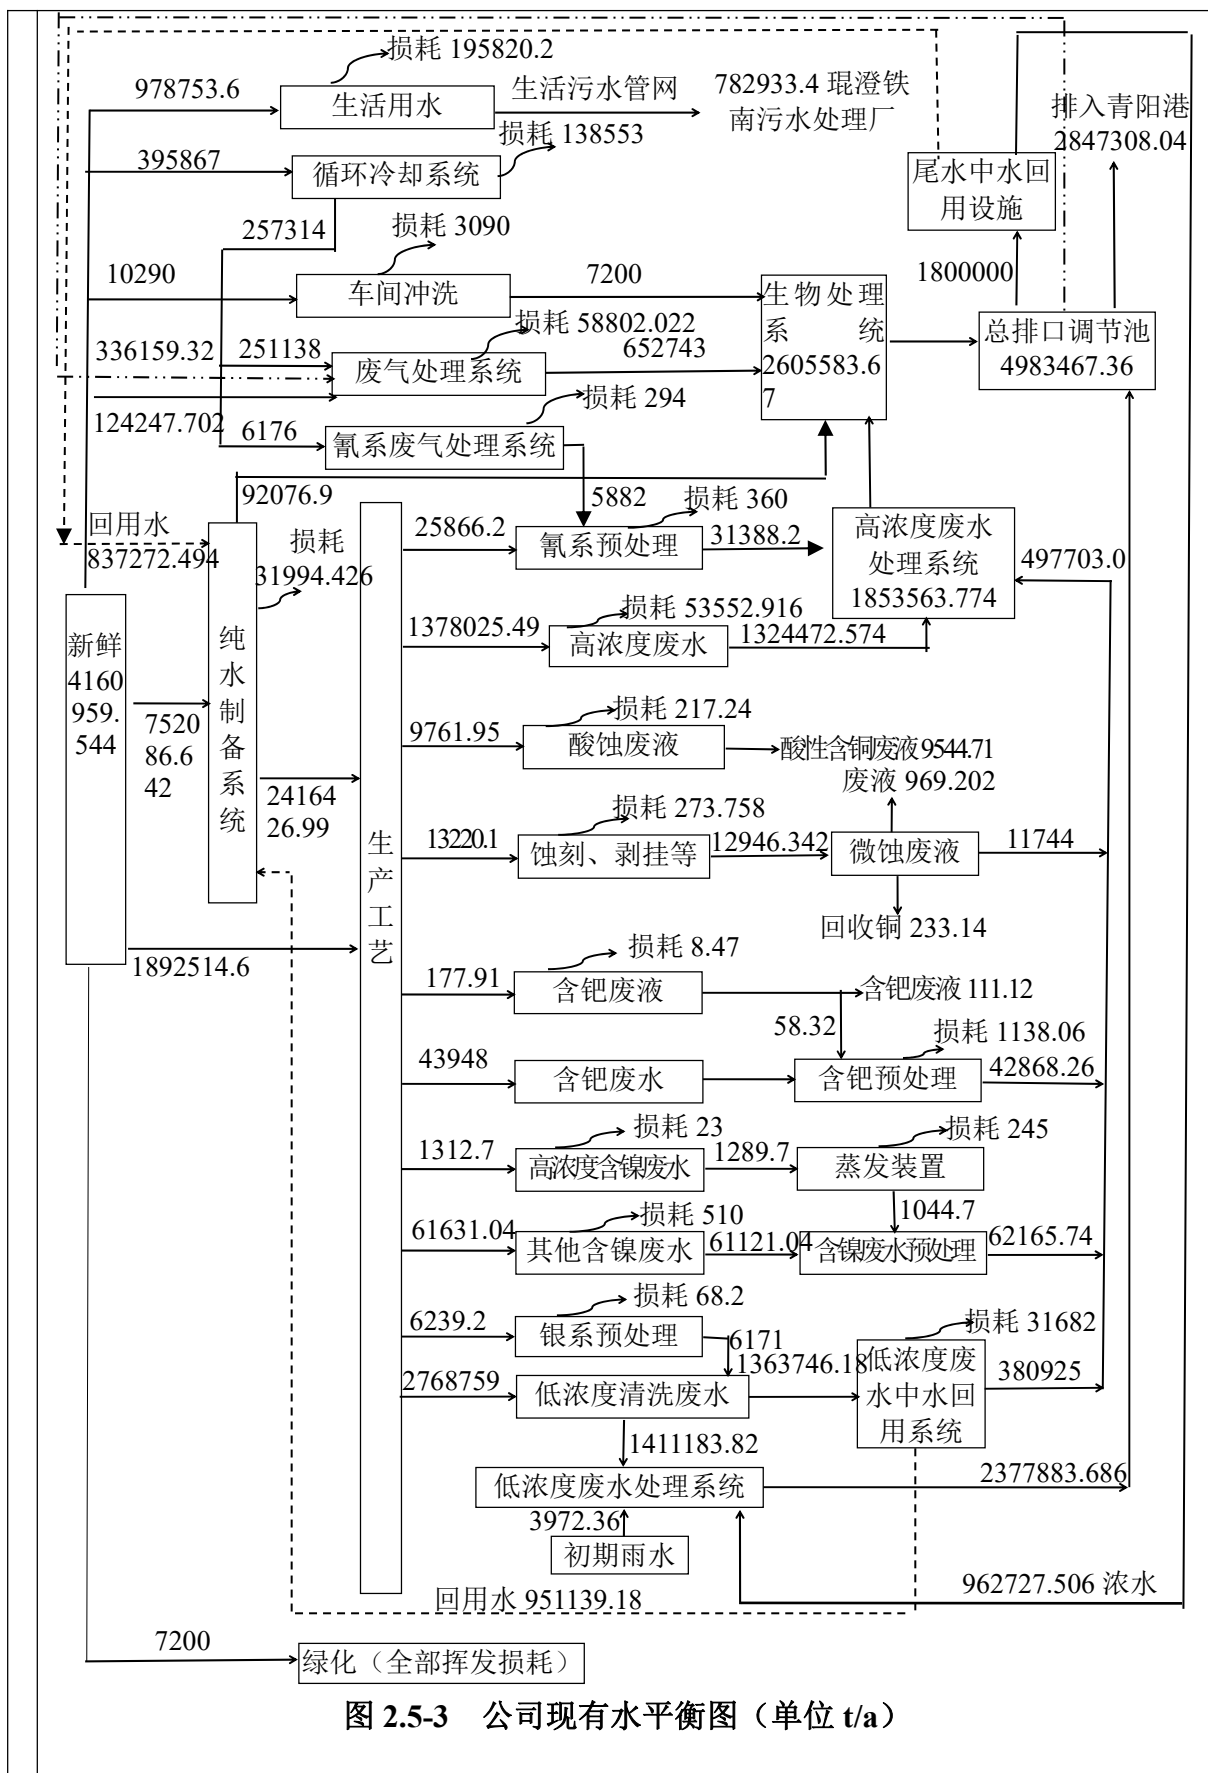 损耗 195820.2
978753.6
生活用水
生活污水管网
782933.4 琨澄铁
南污水处理厂
排入青阳港
2847308.04
损耗 138553
395867
循环冷却系统
尾水中水回
用设施
257314
损耗 3090
1800000
10290
车间冲洗
7200
生物处理
系统
2605583.6
7
总排口调节池
4983467.36
损耗 58802.022
336159.32
251138
废气处理系统
652743
124247.702
损耗 294
6176
氰系废气处理系统
92076.9
5882
损耗 360
回用水
837272.494
损耗
31994.426
25866.2
氰系预处理
31388.2
高浓度废水
处理系统
1853563.774
497703.0
新鲜
4160
959.
544
7520
86.6
42
纯水制备系统
24164
26.99
生产工艺
1892514.6
损耗 53552.916
1378025.49
高浓度废水
1324472.574
损耗 217.24
9761.95
酸蚀废液
酸性含铜废液9544.71
废液 969.202
损耗 273.758
13220.1
蚀刻、剥挂等
12946.342
微蚀废液
11744
回收铜 233.14
损耗 8.47
177.91
含钯废液
含钯废液 111.12
58.32
损耗 1138.06
43948
含钯废水
含钯预处理
42868.26
损耗 23
1312.7
高浓度含镍废水
1289.7
损耗 245
蒸发装置
1044.7
损耗 510
61631.04
其他含镍废水
61121.04
含镍废水预处理
62165.74
损耗 68.2
6239.2
银系预处理
6171
损耗 31682
2768759
低浓度清洗废水
1363746.18
低浓度废
水中水回
用系统
380925
1411183.82
低浓度废水处理系统
2377883.686
3972.36
初期雨水
962727.506 浓水
回用水 951139.18
7200
绿化（全部挥发损耗）
图 2.5-3 公司现有水平衡图（单位 t/a）